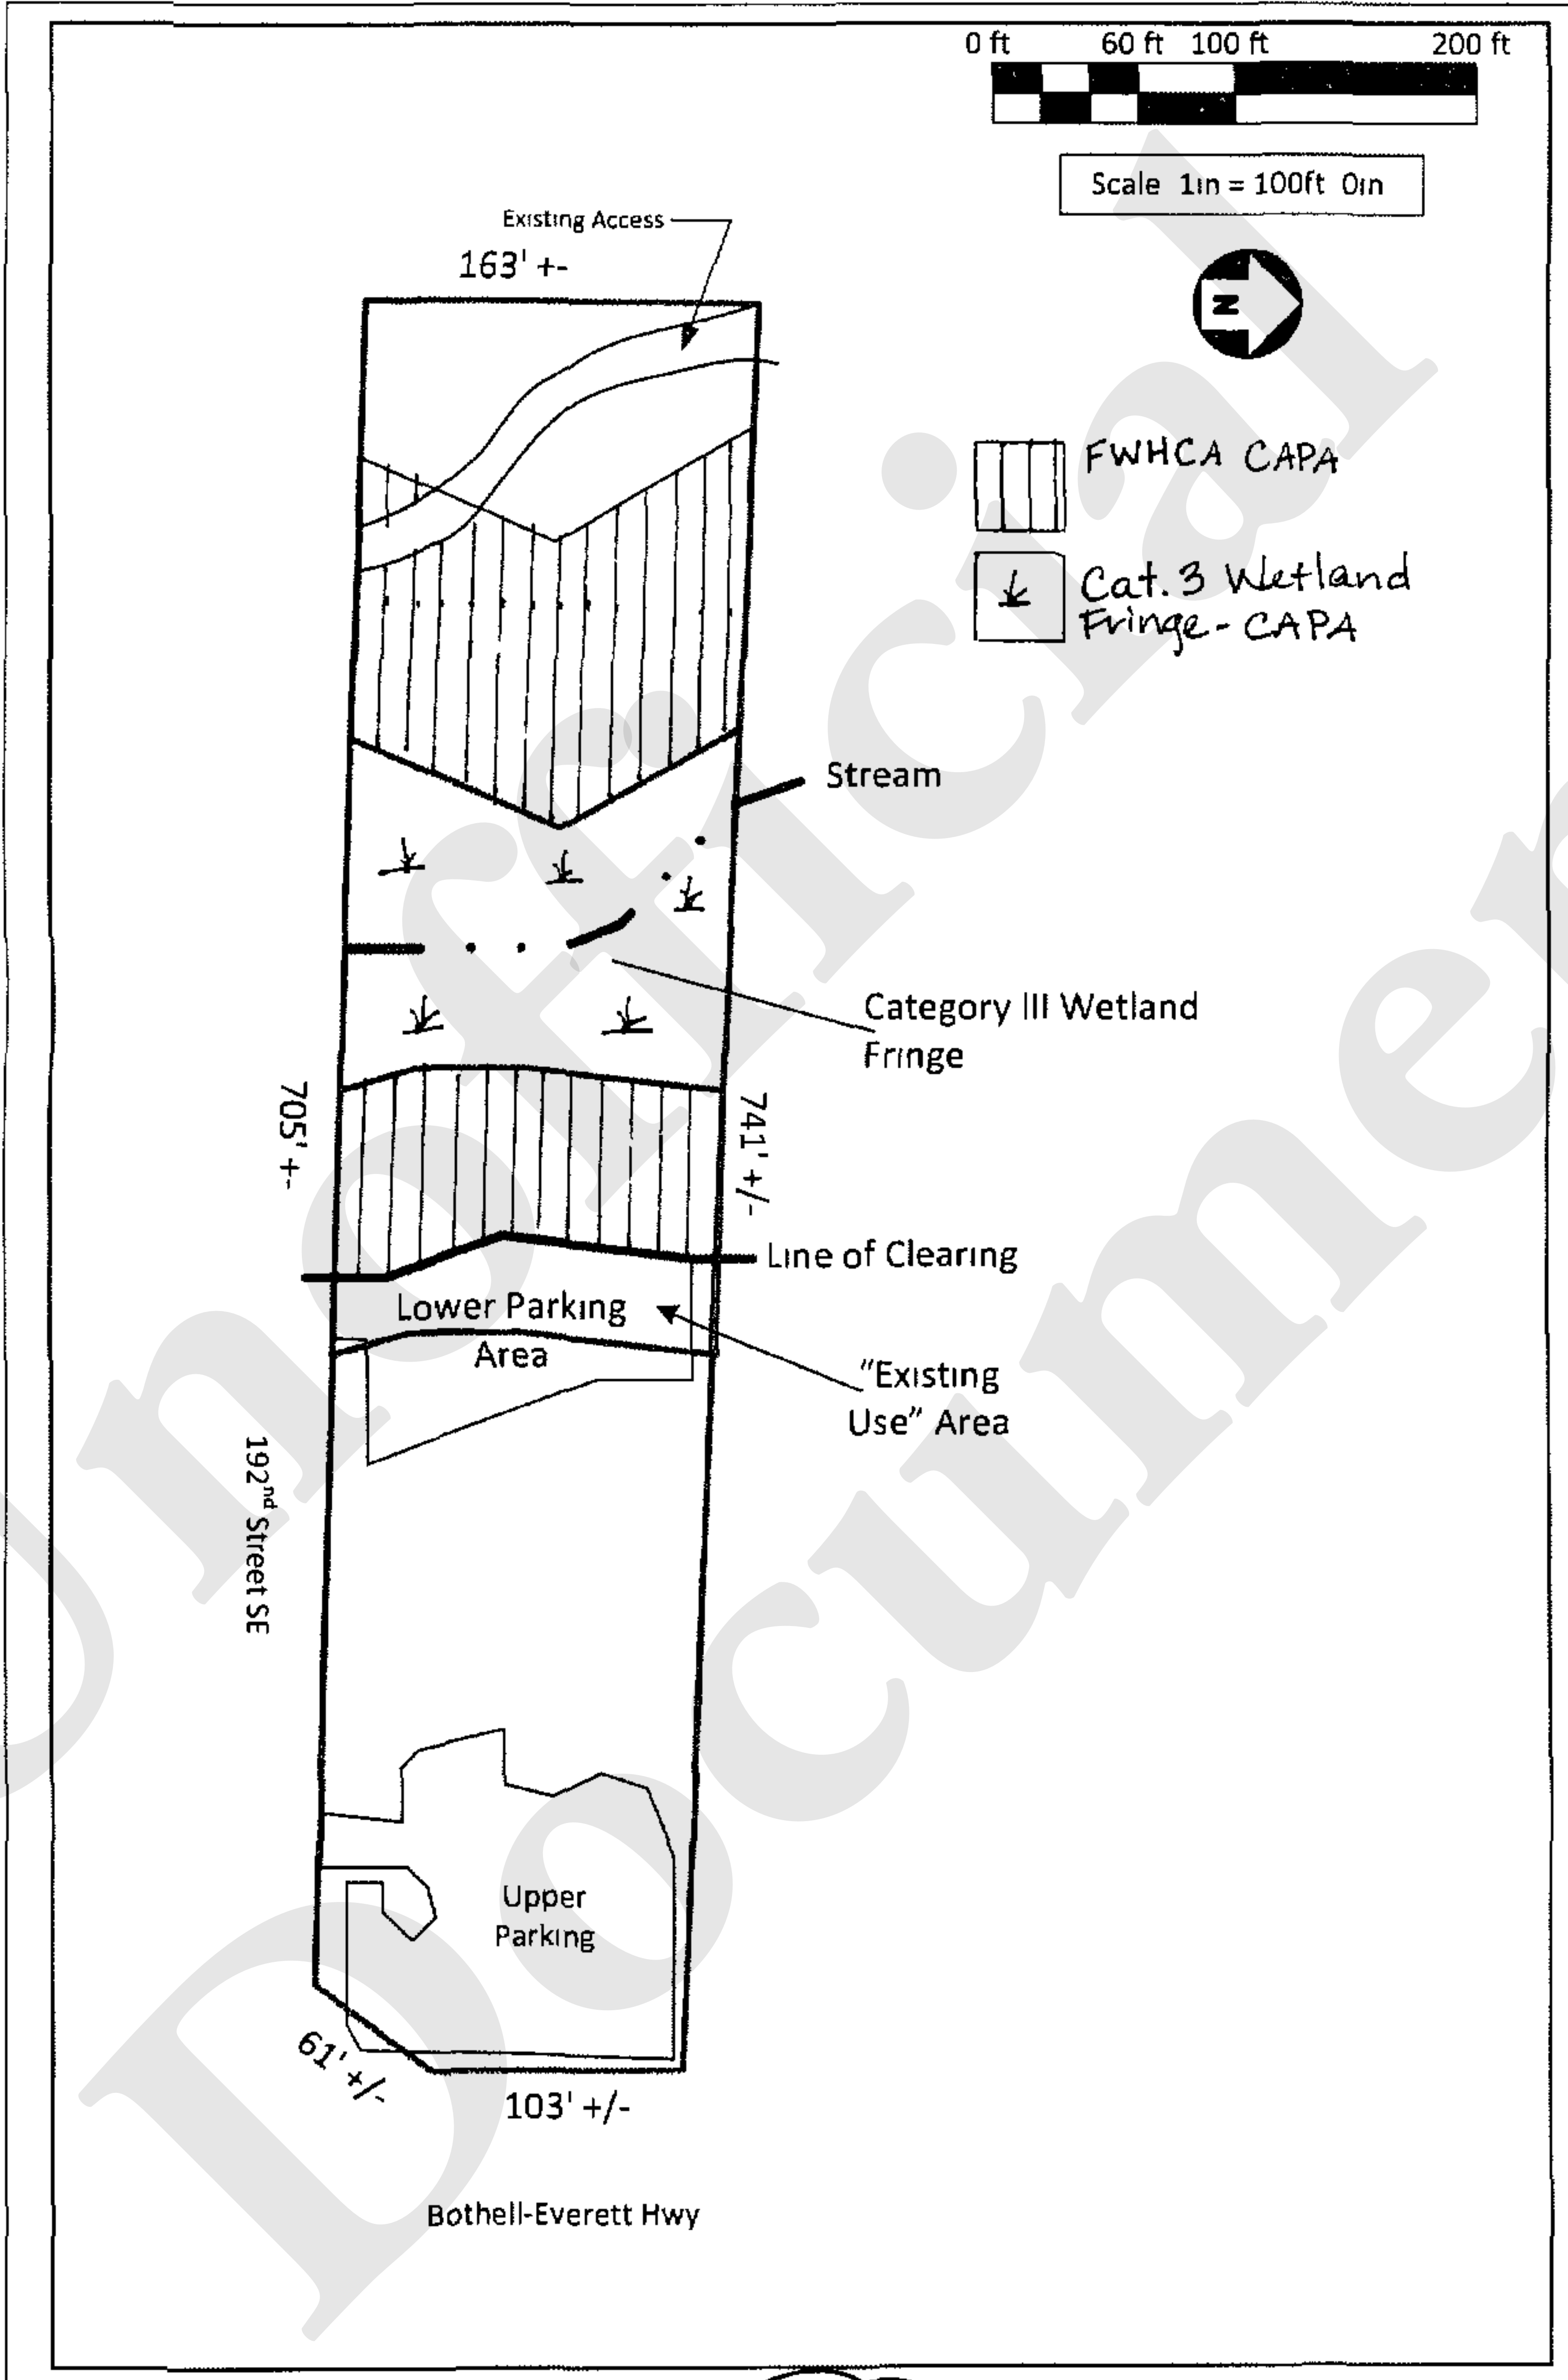 0 ft 60 ft 100 ft 200 ft
Scale 1in = 100ft 0in
Existing Access
163' +-
N
FWHCA CAPA
Cat. 3 Wetland
Fringe - CAPA
Stream
Category III Wetland
Fringe
705' +-
741' +/-
Line of Clearing
Lower Parking
Area
"Existing
Use" Area
192nd Street SE
Upper
Parking
61' +/-
103' +/-
Bothell-Everett Hwy
Unofficial
Document